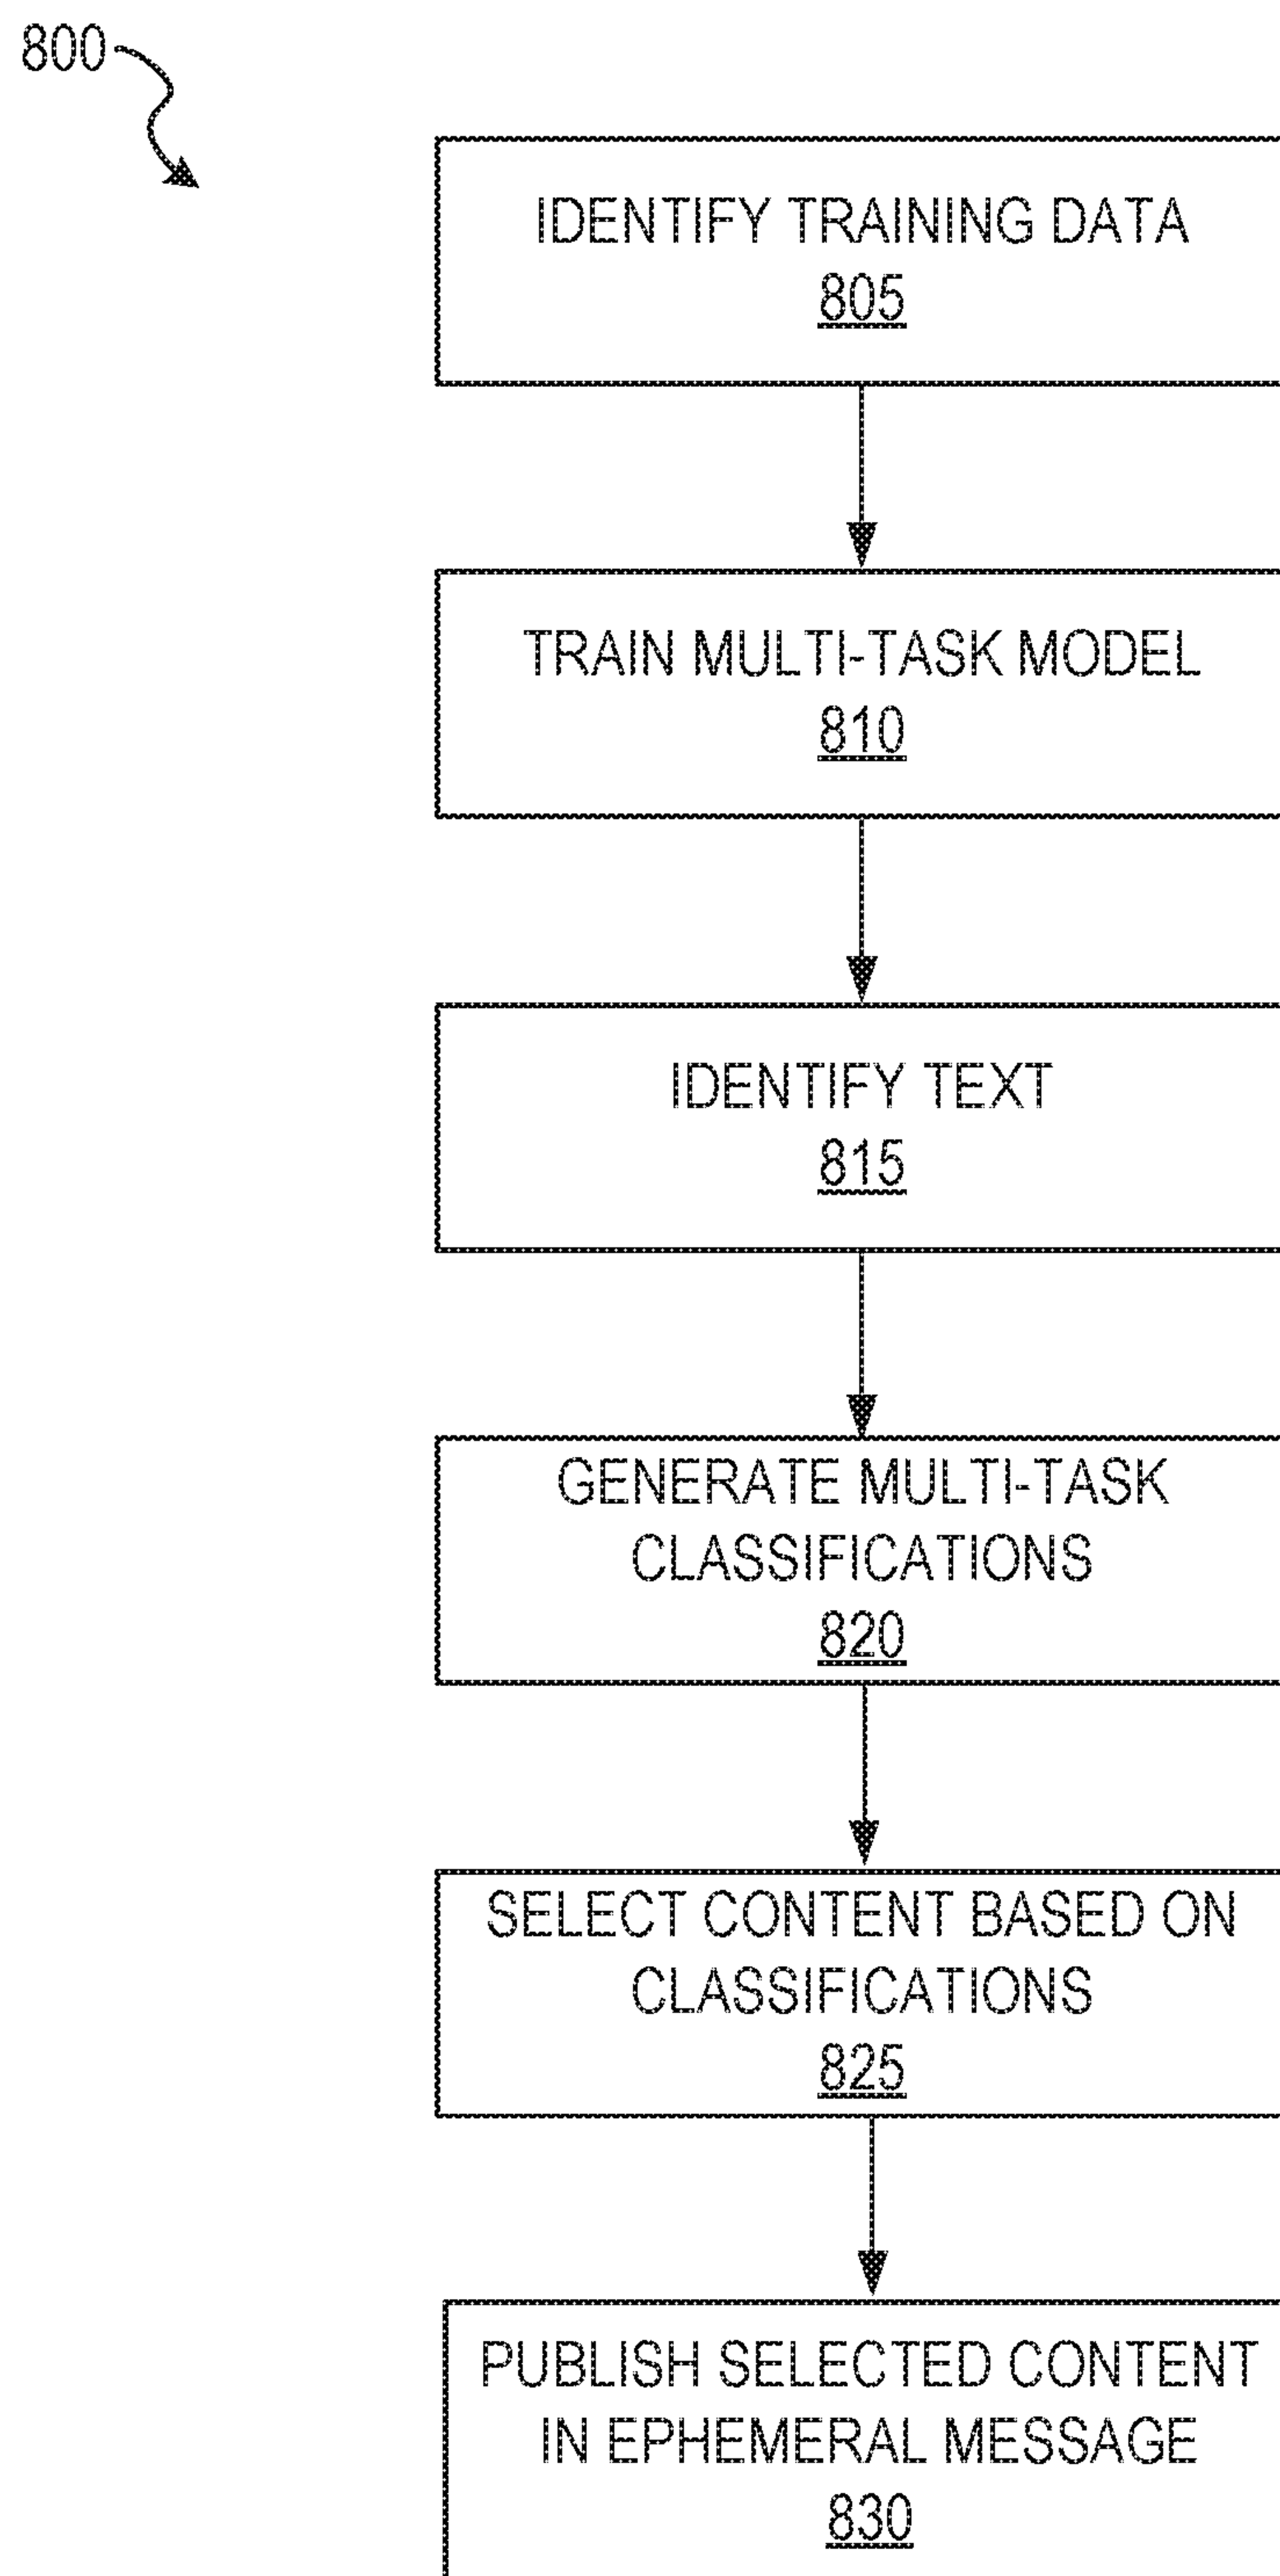 800
IDENTIFY TRAINING DATA
805
TRAIN MULTI-TASK MODEL
810
IDENTIFY TEXT
815
GENERATE MULTI-TASK
CLASSIFICATIONS
820
SELECT CONTENT BASED ON
CLASSIFICATIONS
825
PUBLISH SELECTED CONTENT
IN EPHEMERAL MESSAGE
830